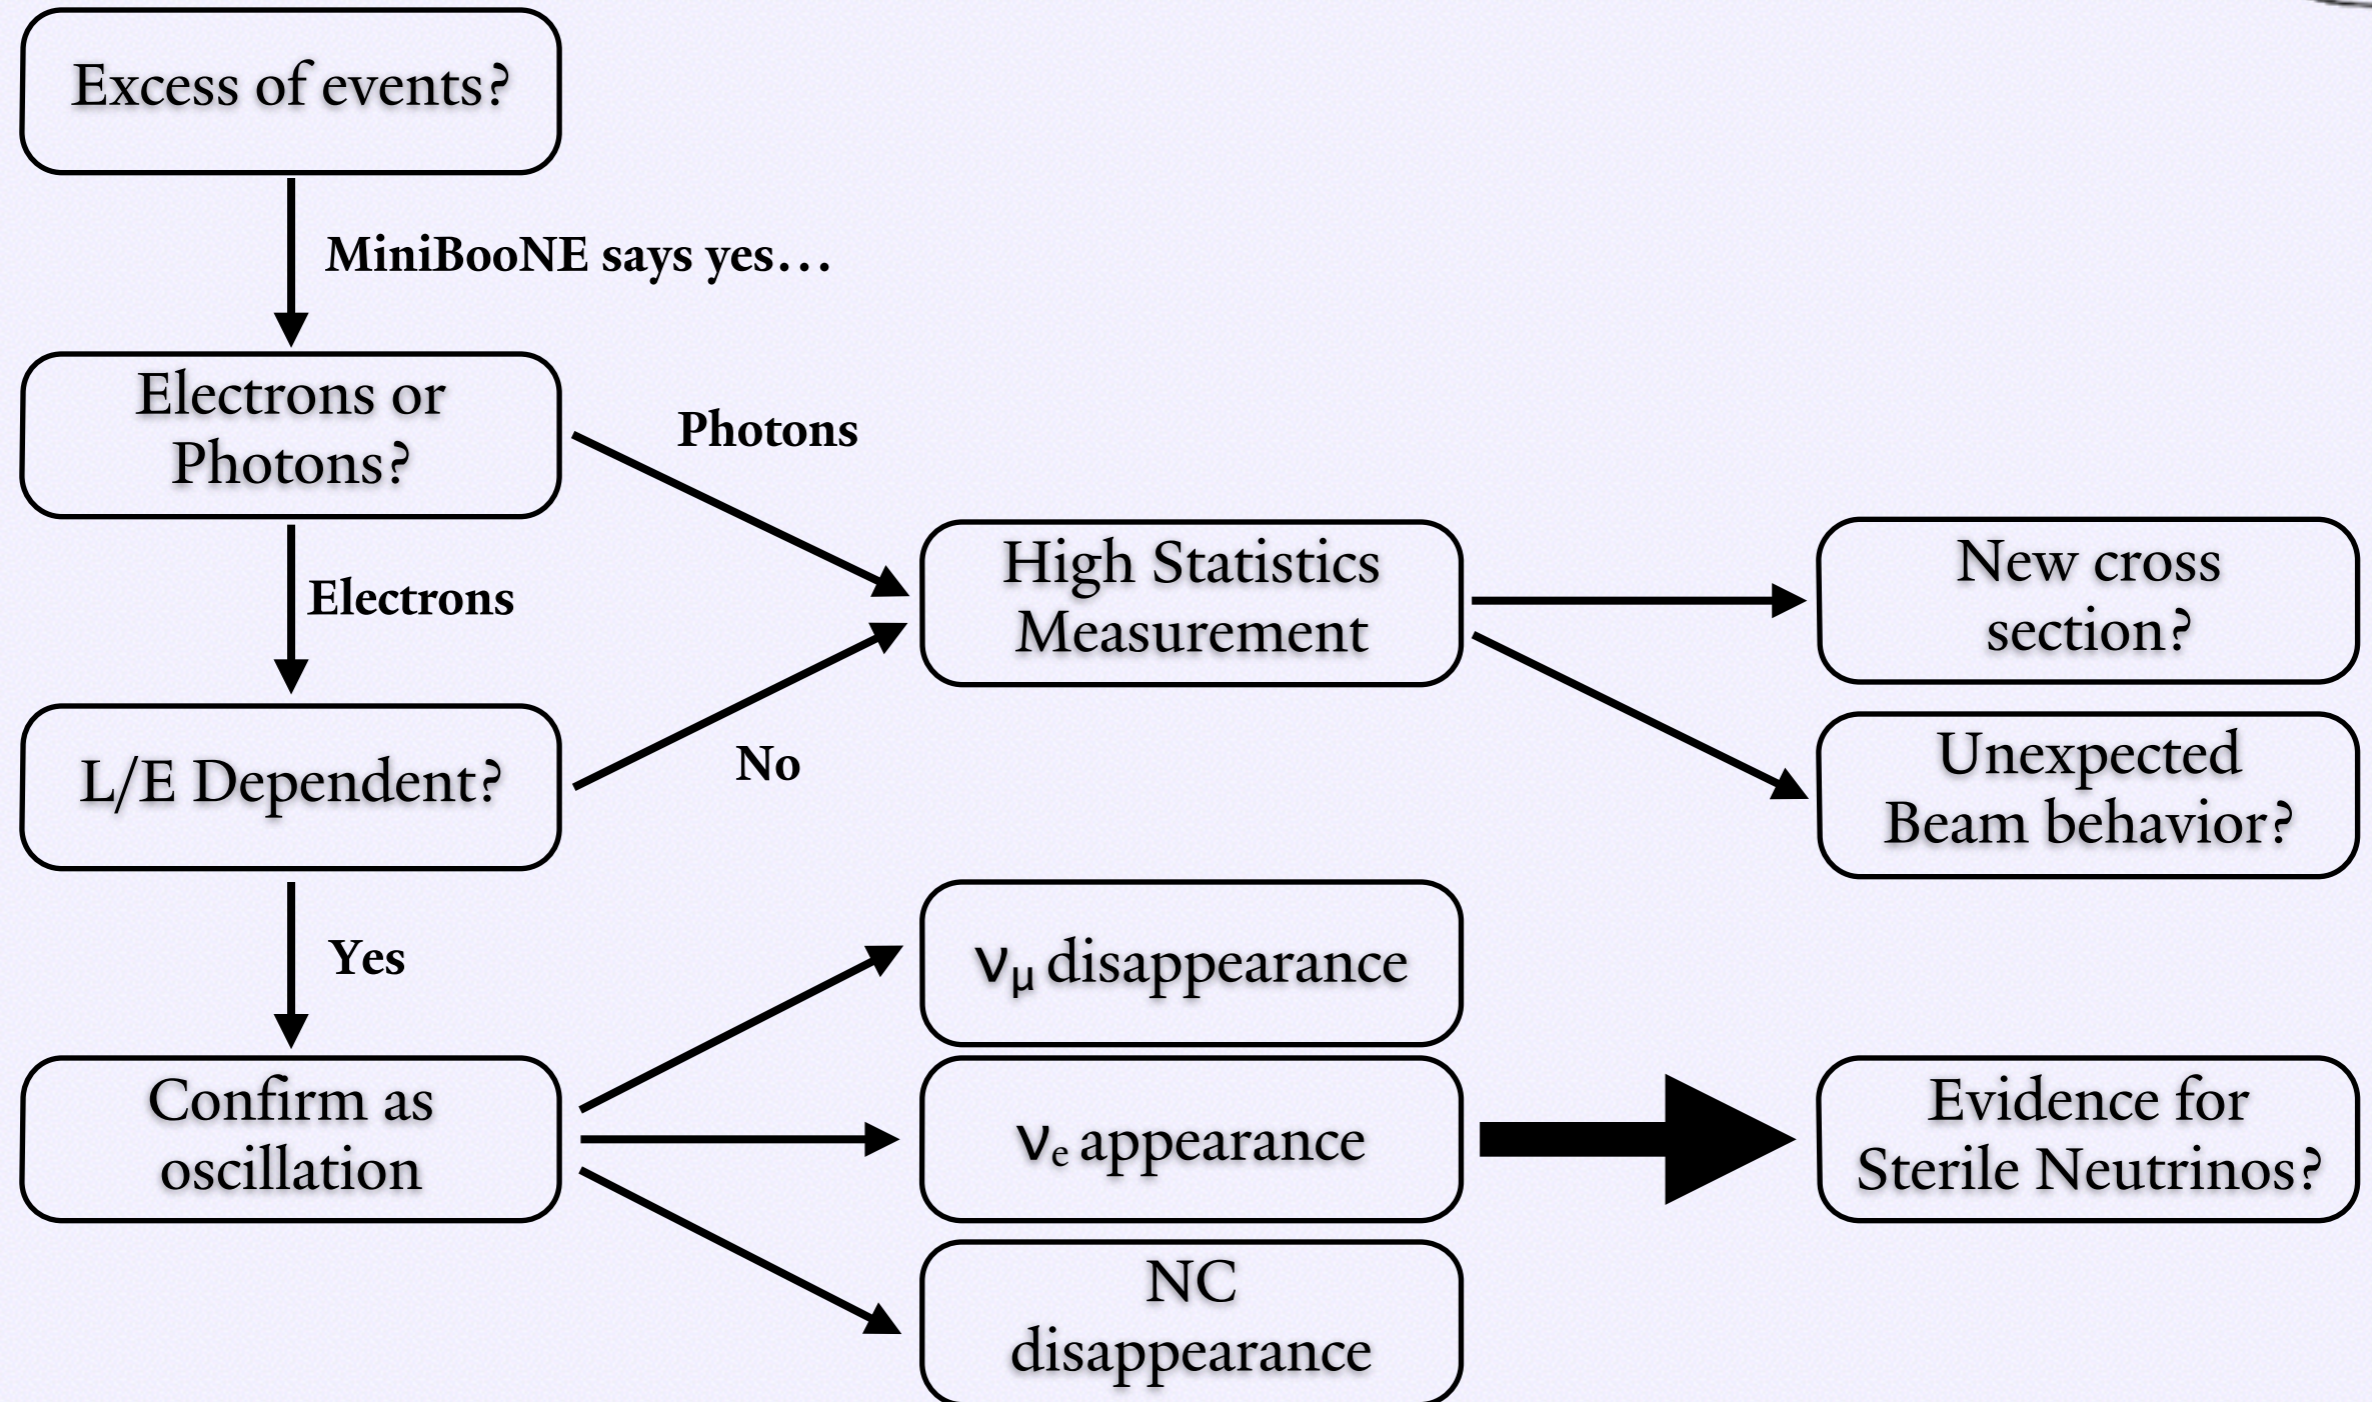 Excess of events?
MiniBooNE says yes…
Electrons or
Photons?
Photons
Electrons
High Statistics
Measurement
New cross
section?
L/E Dependent?
No
Unexpected
Beam behavior?
Yes
νμ disappearance
Confirm as
oscillation
νe appearance
Evidence for
Sterile Neutrinos?
NC
disappearance